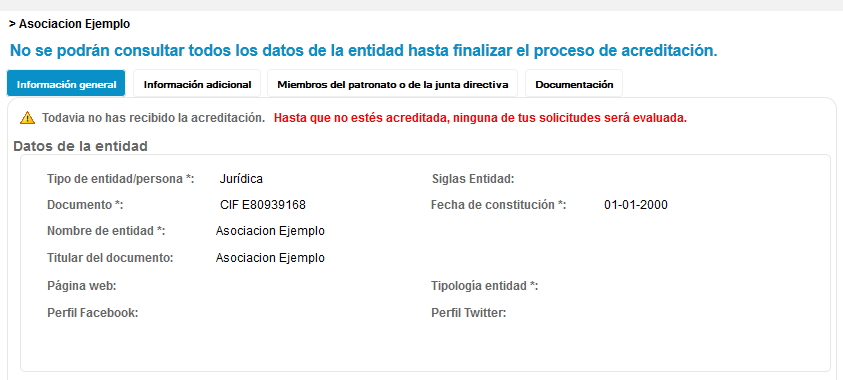 > Asociacion Ejemplo
No se podrán consultar todos los datos de la entidad hasta finalizar el proceso de acreditación.
Información general Información adicional Miembros del patronato o de la junta directiva Documentación
Todavia no has recibido la acreditación. Hasta que no estés acreditada, ninguna de tus solicitudes será evaluada.
Datos de la entidad
Tipo de entidad/persona *: Jurídica Siglas Entidad:
Documento *: CIF E80939168 Fecha de constitución *: 01-01-2000
Nombre de entidad *: Asociacion Ejemplo
Titular del documento: Asociacion Ejemplo
Página web: Tipología entidad *:
Perfil Facebook: Perfil Twitter: